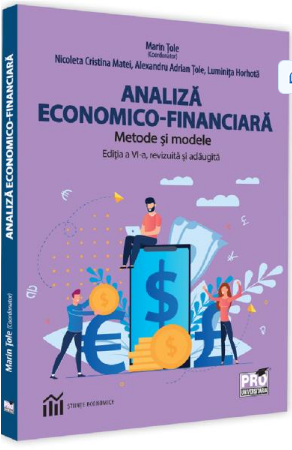 Marin Țole
(Coordonator)
Nicoleta Cristina Matei, Alexandru Adrian Țole, Luminița Horhotă
ANALIZĂ
ECONOMICO-FINANCIARĂ
Metode și modele
Ediția a VI-a, revizuită și adăugită
ȘTIINȚE ECONOMICE
PRO
UNIVERSITARIA
ANALIZĂ ECONOMICO-FINANCIARĂ
Marin Țole (Coordonator)
PRO